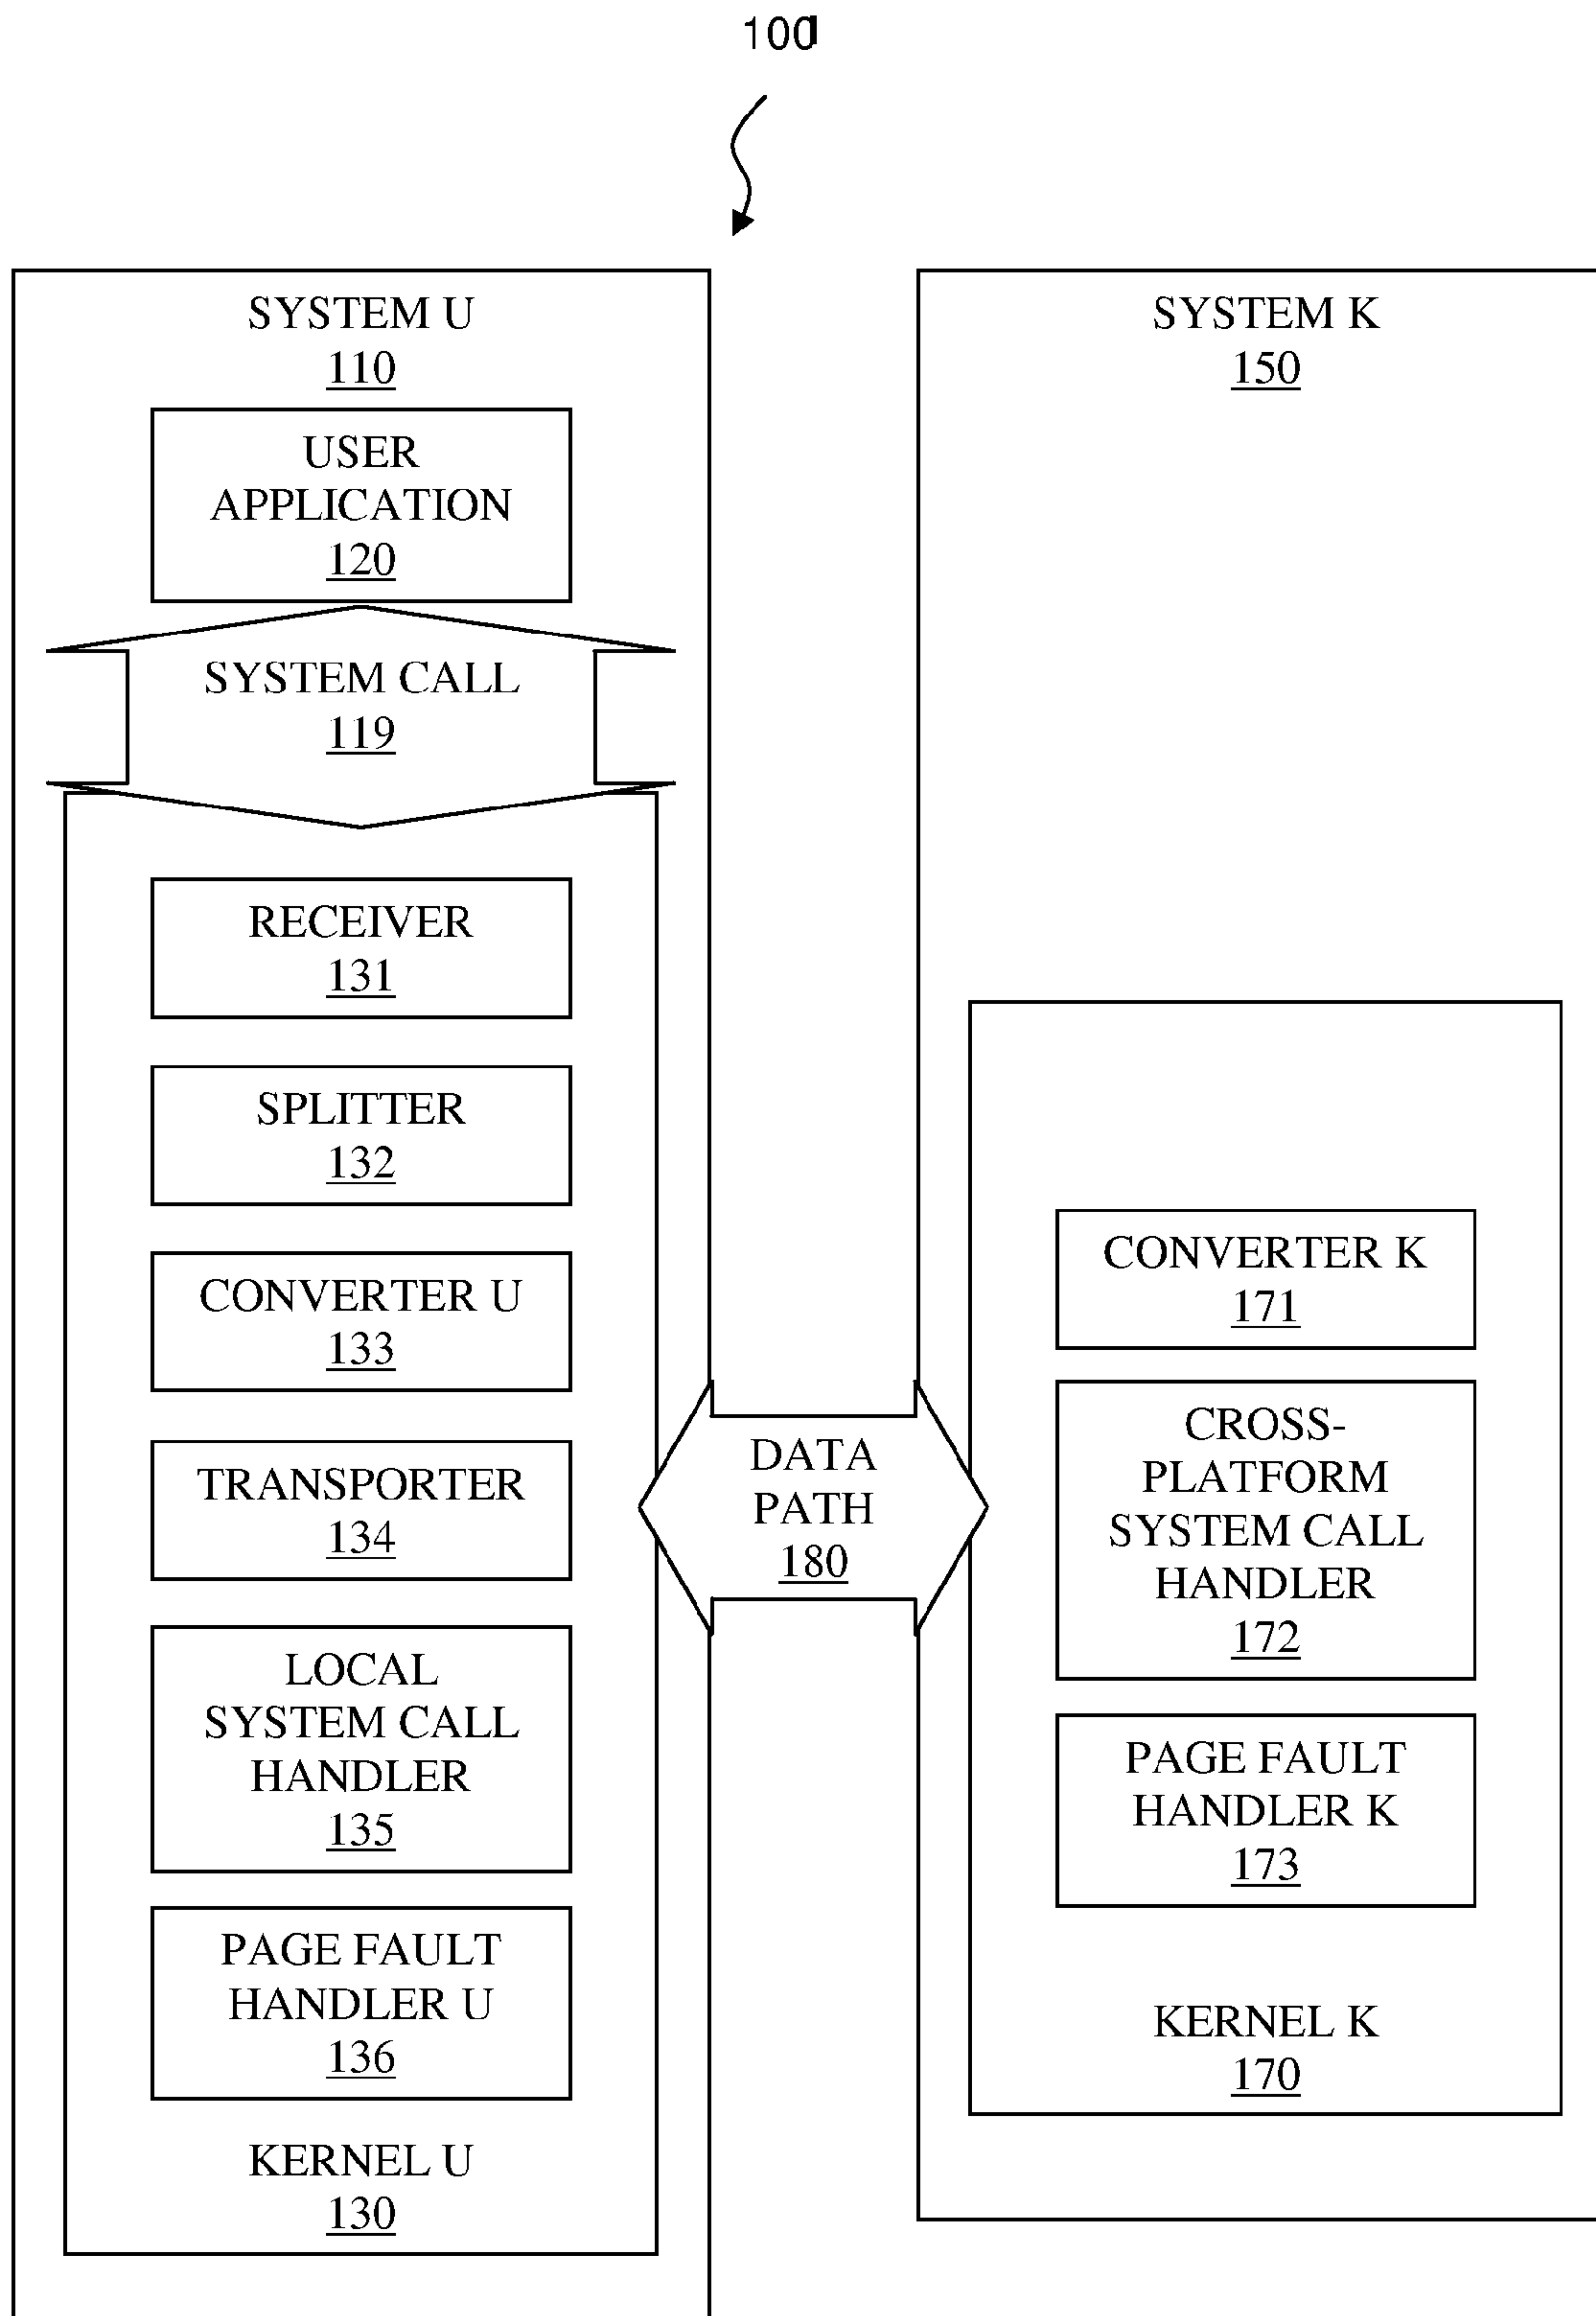 100
SYSTEM U
110
USER
APPLICATION
120
SYSTEM CALL
119
RECEIVER
131
SPLITTER
132
CONVERTER U
133
TRANSPORTER
134
LOCAL
SYSTEM CALL
HANDLER
135
PAGE FAULT
HANDLER U
136
KERNEL U
130
DATA
PATH
180
SYSTEM K
150
CONVERTER K
171
CROSS-
PLATFORM
SYSTEM CALL
HANDLER
172
PAGE FAULT
HANDLER K
173
KERNEL K
170